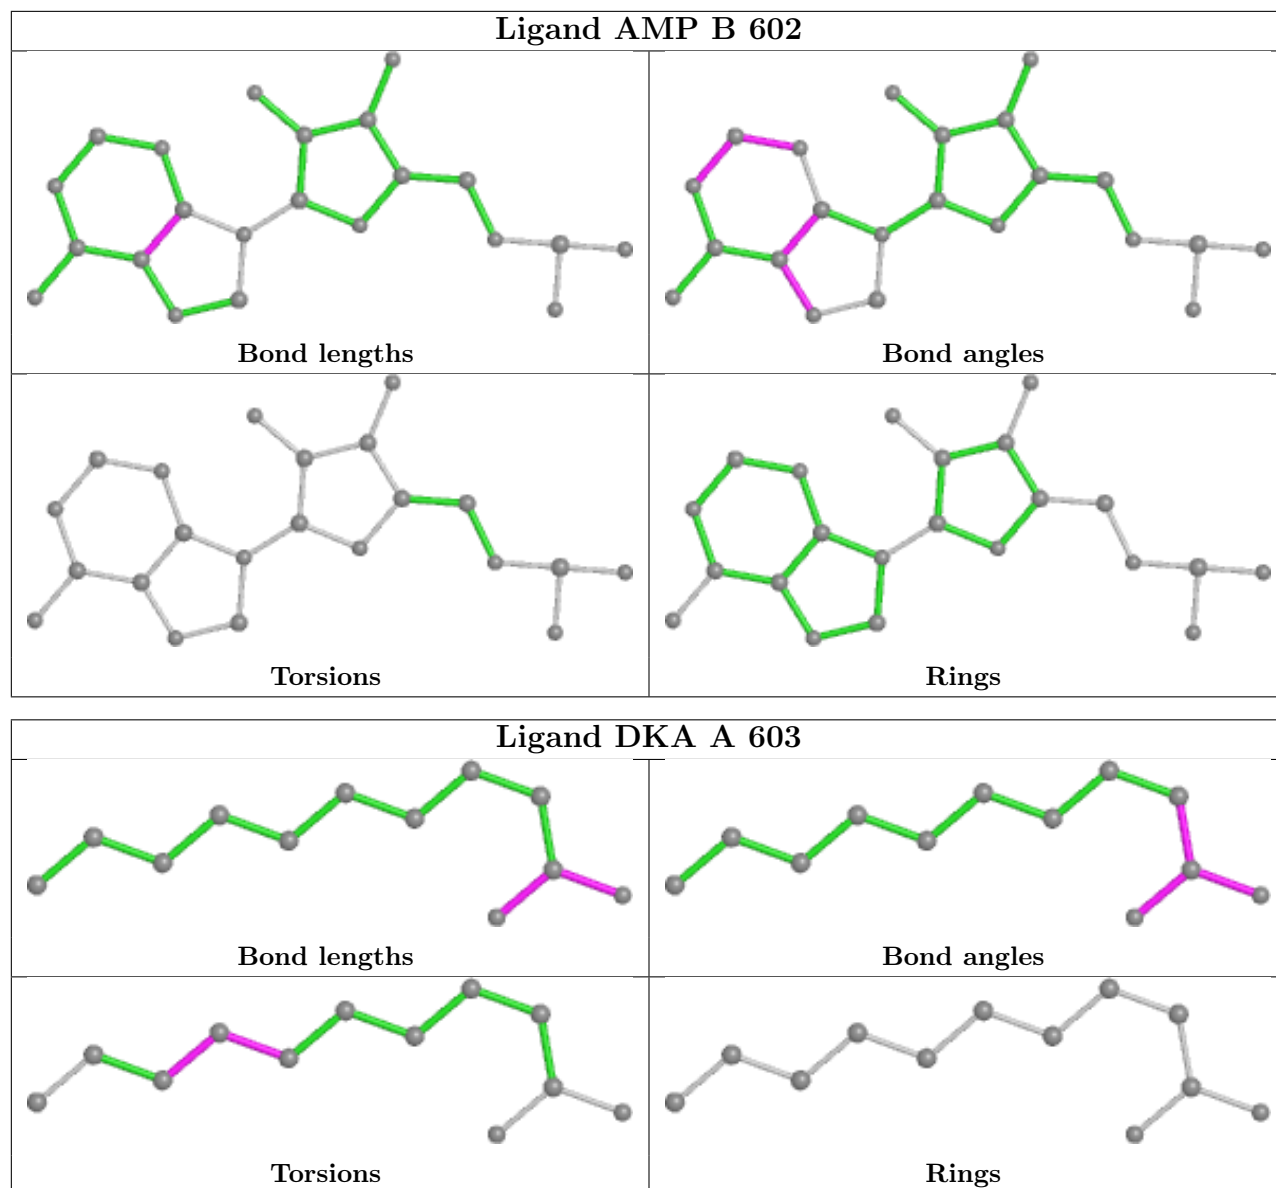 Ligand AMP B 602
Bond lengths
Bond angles
Torsions
Rings
Ligand DKA A 603
Bond lengths
Bond angles
Torsions
Rings